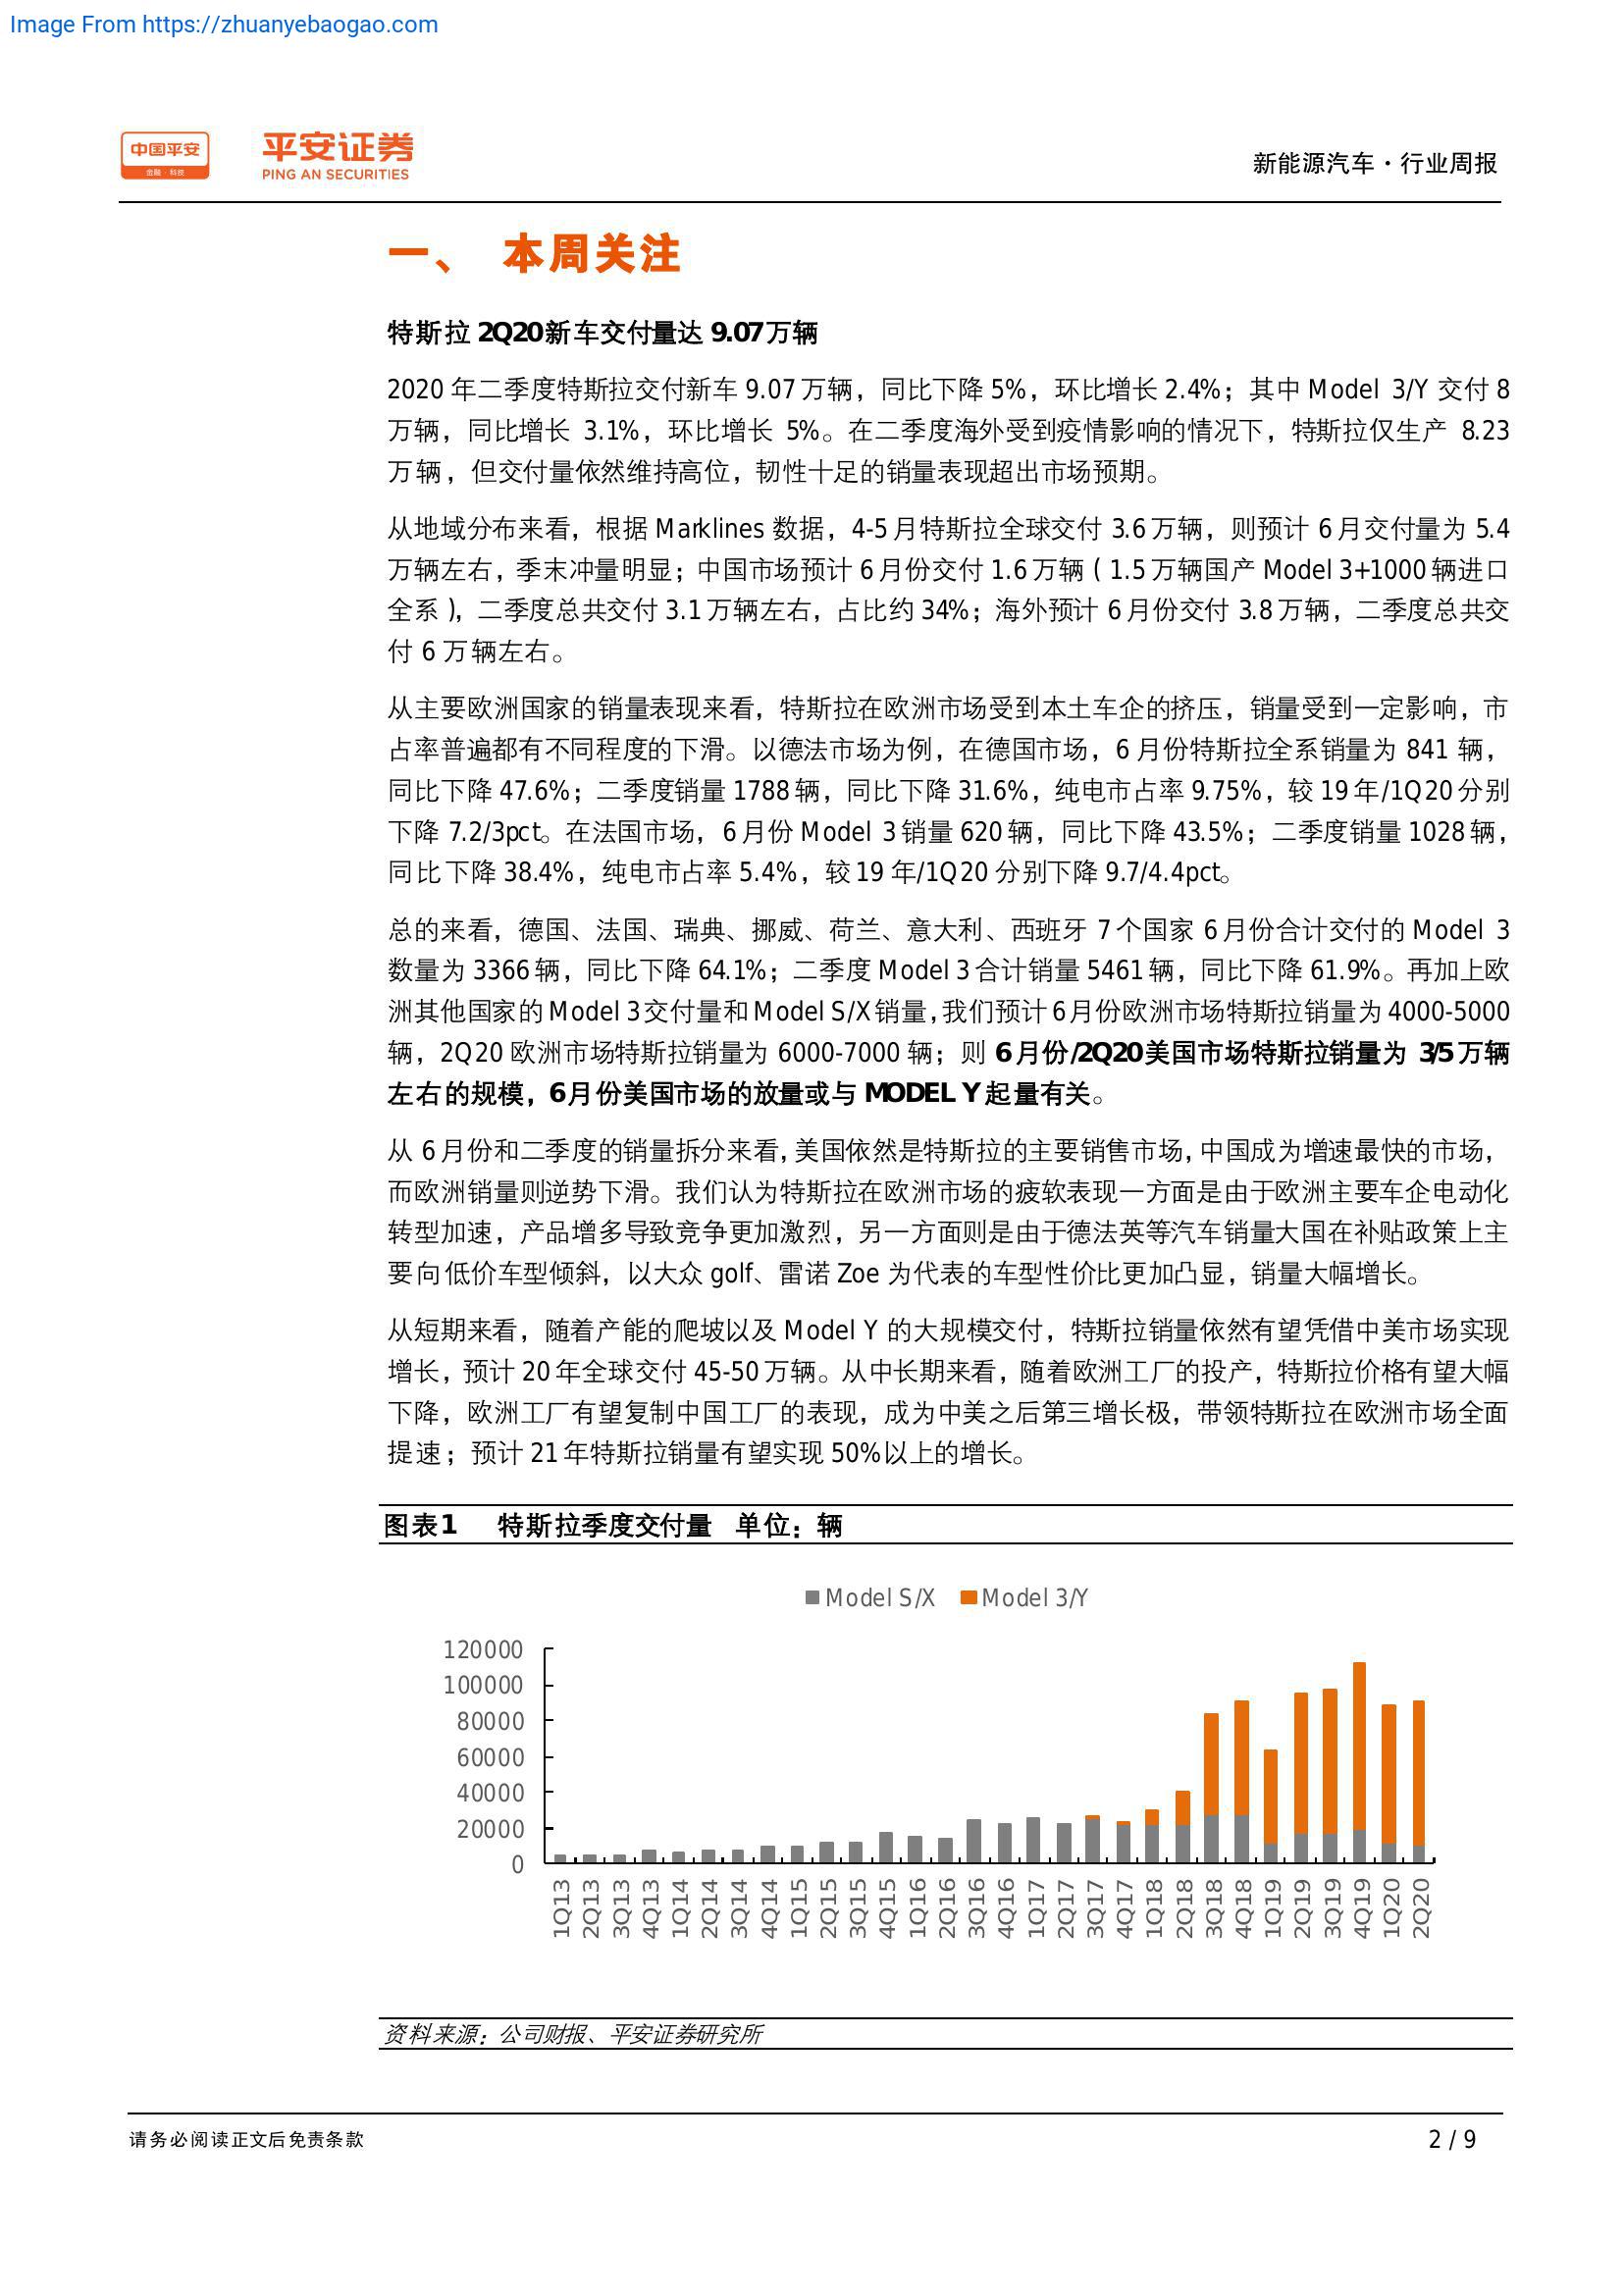 Image From https://zhuanyebaogao.com
中国平安
金融·科技
平安证券
PING AN SECURITIES
新能源汽车·行业周报
一、 本周关注
特斯拉 2Q20新车交付量达 9.07万辆
2020 年二季度特斯拉交付新车 9.07 万辆，同比下降 5%，环比增长 2.4%；其中 Model 3/Y 交付 8
万辆，同比增长 3.1%，环比增长 5%。在二季度海外受到疫情影响的情况下，特斯拉仅生产 8.23
万辆，但交付量依然维持高位，韧性十足的销量表现超出市场预期。
从地域分布来看，根据 Marklines 数据，4-5 月特斯拉全球交付 3.6 万辆，则预计 6 月交付量为 5.4
万辆左右，季末冲量明显；中国市场预计 6 月份交付 1.6 万辆（1.5 万辆国产 Model 3+1000 辆进口
全系），二季度总共交付 3.1 万辆左右，占比约 34%；海外预计 6 月份交付 3.8 万辆，二季度总共交
付 6 万辆左右。
从主要欧洲国家的销量表现来看，特斯拉在欧洲市场受到本土车企的挤压，销量受到一定影响，市
占率普遍都有不同程度的下滑。以德法市场为例，在德国市场，6 月份特斯拉全系销量为 841 辆，
同比下降 47.6%；二季度销量 1788 辆，同比下降 31.6%，纯电市占率 9.75%，较 19 年/1Q20 分别
下降 7.2/3pct。在法国市场，6 月份 Model 3 销量 620 辆，同比下降 43.5%；二季度销量 1028 辆，
同比下降 38.4%，纯电市占率 5.4%，较 19 年/1Q20 分别下降 9.7/4.4pct。
总的来看，德国、法国、瑞典、挪威、荷兰、意大利、西班牙 7 个国家 6 月份合计交付的 Model 3
数量为 3366 辆，同比下降 64.1%；二季度 Model 3 合计销量 5461 辆，同比下降 61.9%。再加上欧
洲其他国家的 Model 3 交付量和 Model S/X 销量，我们预计 6 月份欧洲市场特斯拉销量为 4000-5000
辆，2Q20 欧洲市场特斯拉销量为 6000-7000 辆；则 6 月份/2Q20 美国市场特斯拉销量为 3/5 万辆
左右的规模，6 月份美国市场的放量或与 MODEL Y 起量有关。
从 6 月份和二季度的销量拆分来看，美国依然是特斯拉的主要销售市场，中国成为增速最快的市场，
而欧洲销量则逆势下滑。我们认为特斯拉在欧洲市场的疲软表现一方面是由于欧洲主要车企电动化
转型加速，产品增多导致竞争更加激烈，另一方面则是由于德法英等汽车销量大国在补贴政策上主
要向低价车型倾斜，以大众 golf、雷诺 Zoe 为代表的车型性价比更加凸显，销量大幅增长。
从短期来看，随着产能的爬坡以及 Model Y 的大规模交付，特斯拉销量依然有望凭借中美市场实现
增长，预计 20 年全球交付 45-50 万辆。从中长期来看，随着欧洲工厂的投产，特斯拉价格有望大幅
下降，欧洲工厂有望复制中国工厂的表现，成为中美之后第三增长极，带领特斯拉在欧洲市场全面
提速；预计 21 年特斯拉销量有望实现 50%以上的增长。
图表1 特斯拉季度交付量 单位：辆
Model S/X Model 3/Y
120000
100000
80000
60000
40000
20000
0
1Q13 2Q13 3Q13 4Q13 1Q14 2Q14 3Q14 4Q14 1Q15 2Q15 3Q15 4Q15 1Q16 2Q16 3Q16 4Q16 1Q17 2Q17 3Q17 4Q17 1Q18 2Q18 3Q18 4Q18 1Q19 2Q19 3Q19 4Q19 1Q20 2Q20
资料来源：公司财报、平安证券研究所
请务必阅读正文后免责条款
2 / 9